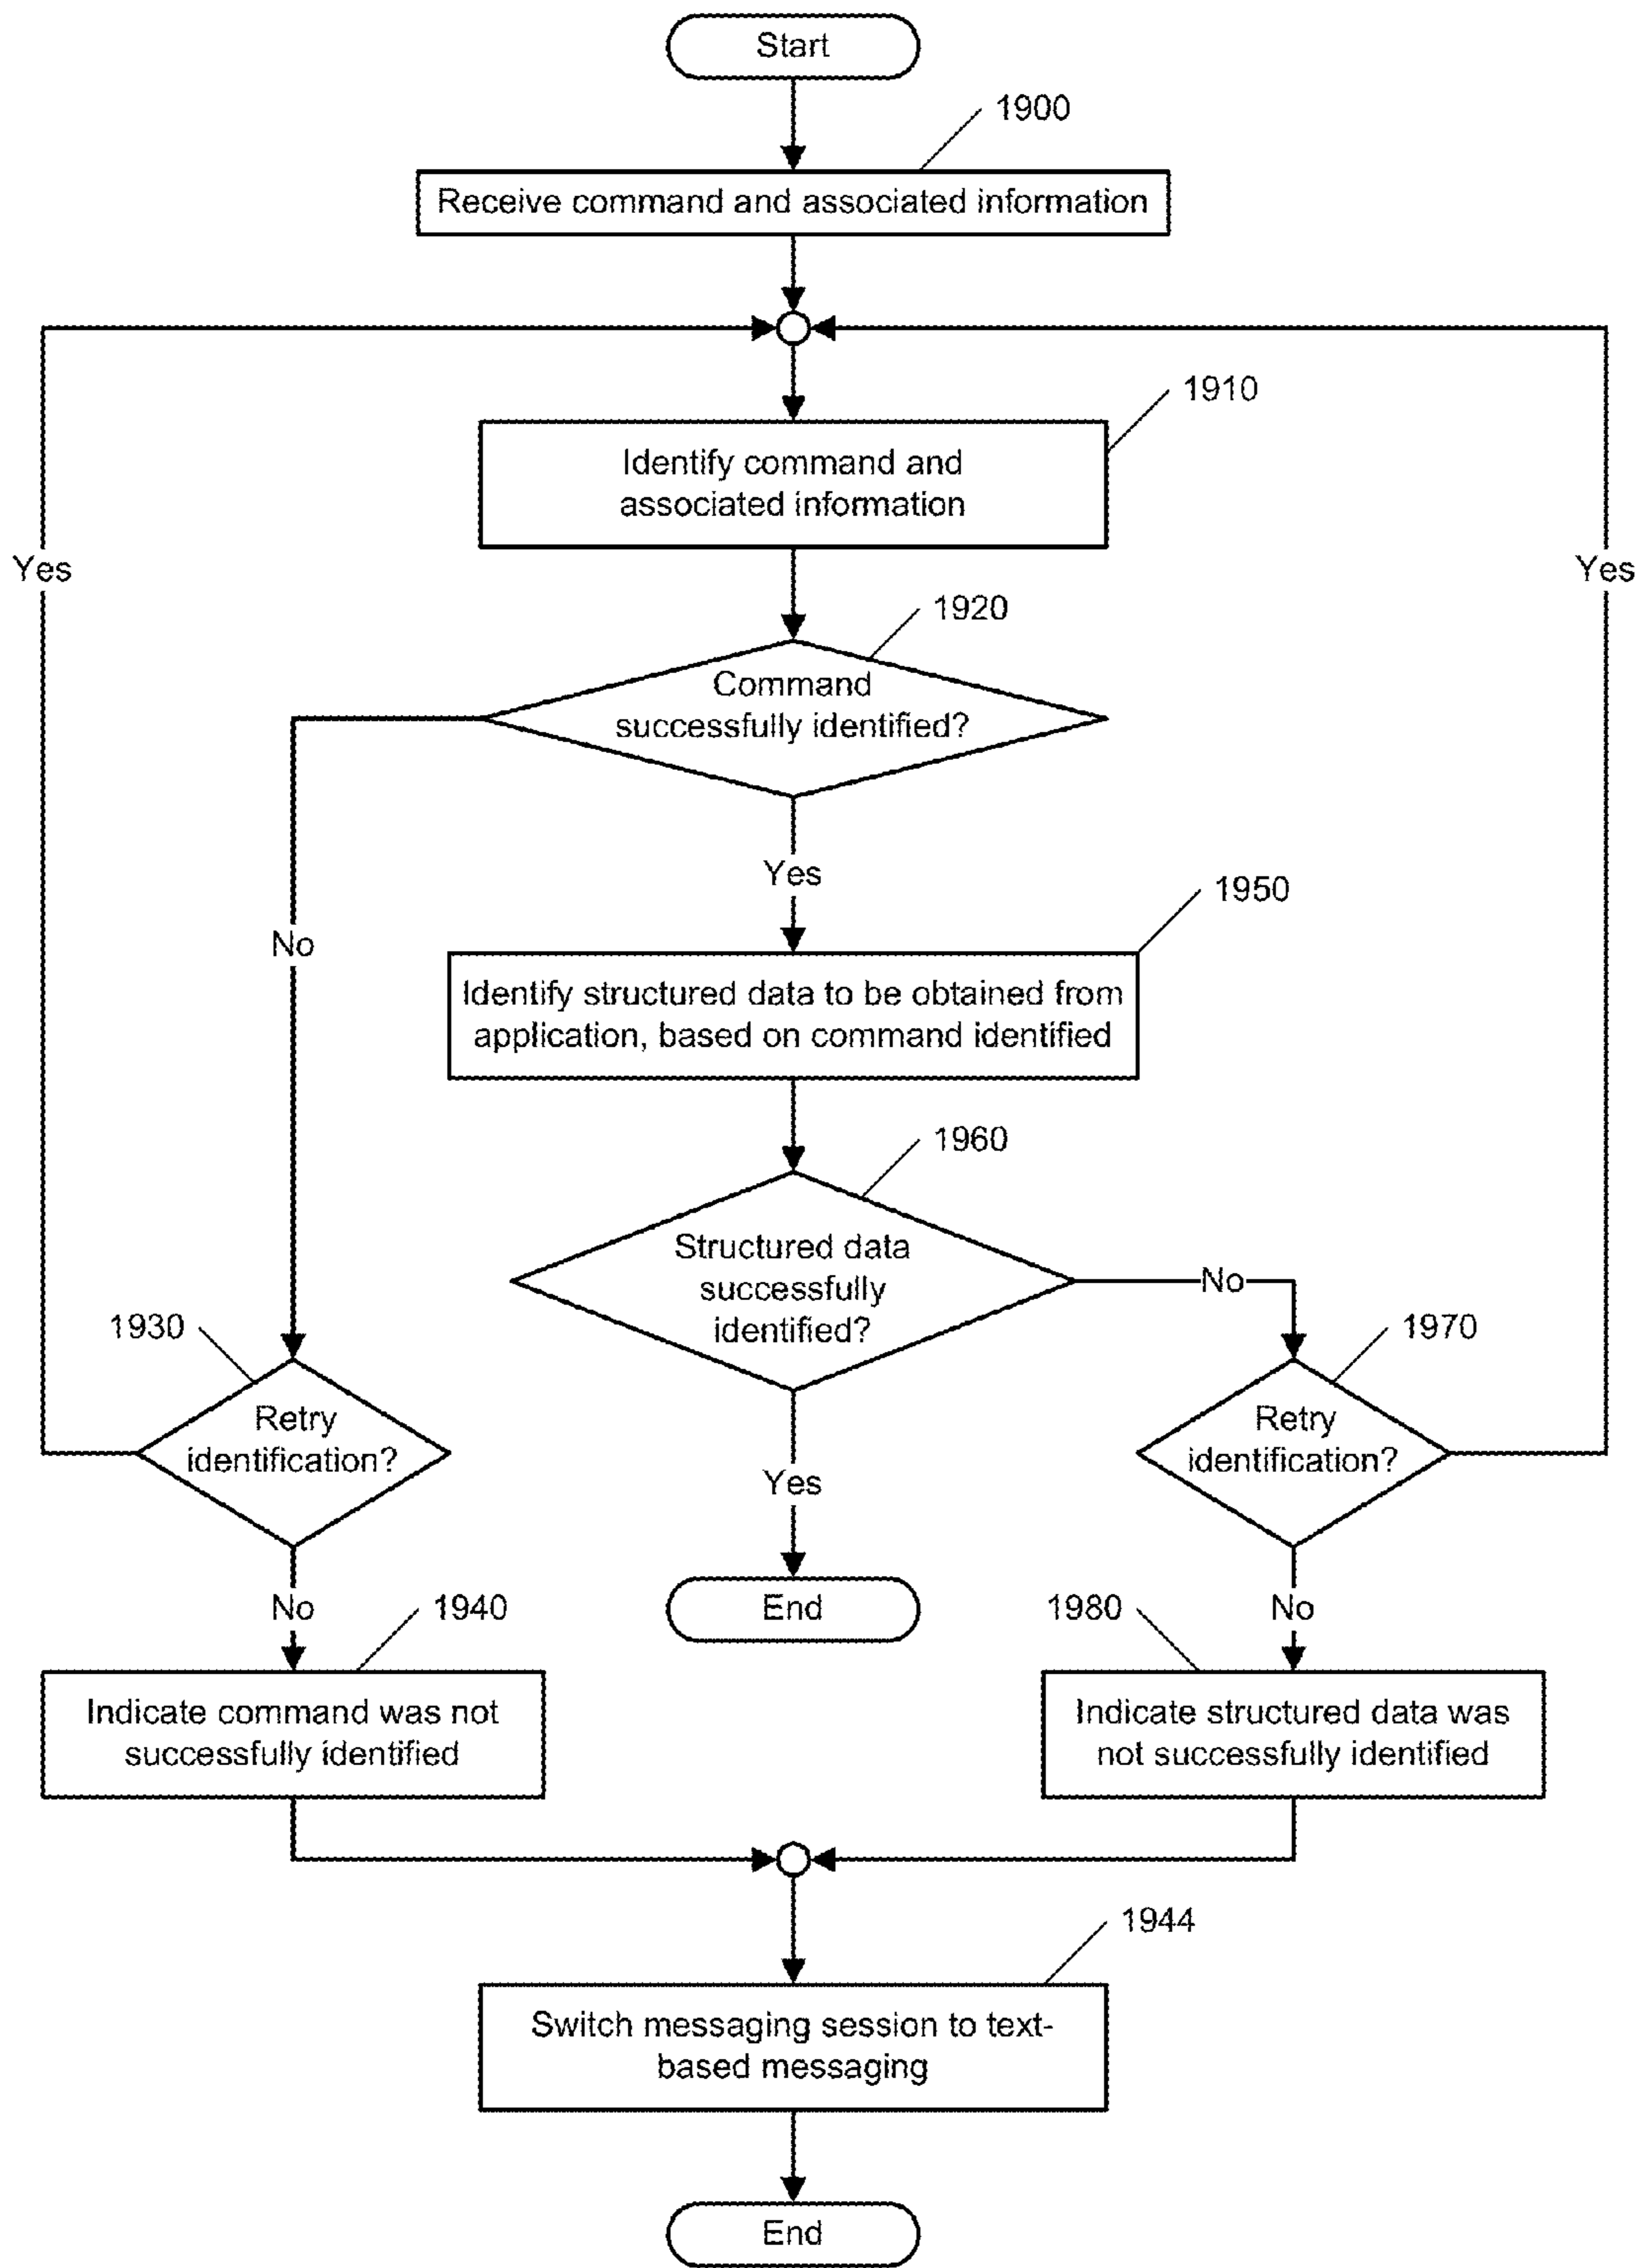 Start
1900
Receive command and associated information
1910
Identify command and
associated information
Yes
Yes
1920
Command
successfully identified?
Yes
1950
No
Identify structured data to be obtained from
application, based on command identified
1960
Structured data
successfully
identified?
No
1930
1970
Retry
identification?
Retry
identification?
Yes
End
No
1940
1980
No
Indicate command was not
successfully identified
Indicate structured data was
not successfully identified
1944
Switch messaging session to text-
based messaging
End